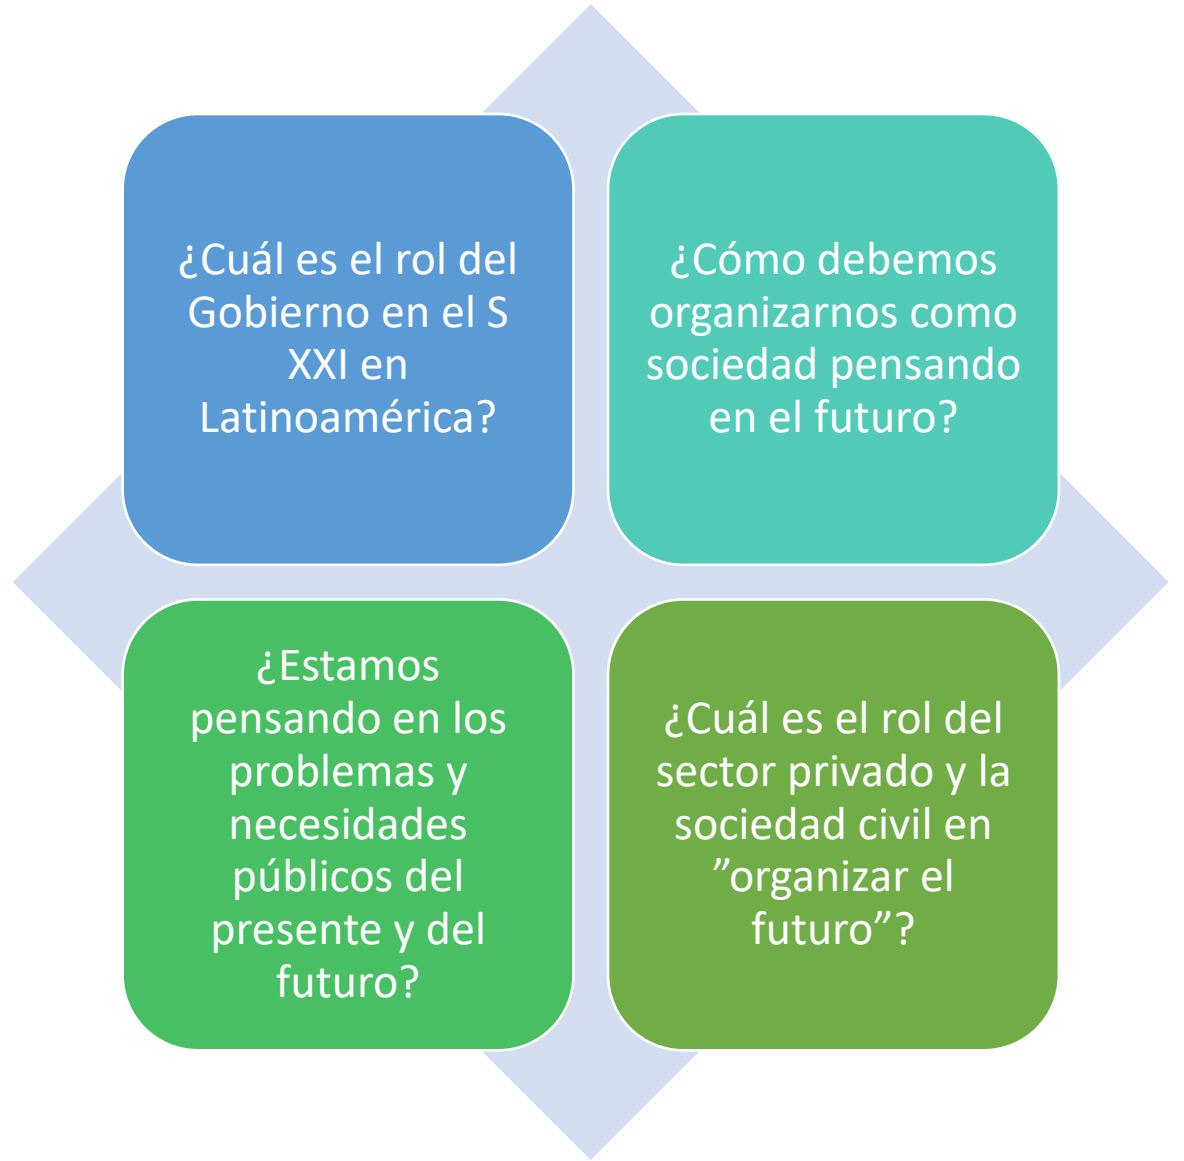 ¿Cuál es el rol del
Gobierno en el S
XXI en
Latinoamérica?
¿Cómo debemos
organizarnos como
sociedad pensando
en el futuro?
¿Estamos
pensando en los
problemas y
necesidades
públicos del
presente y del
futuro?
¿Cuál es el rol del
sector privado y la
sociedad civil en
”organizar el
futuro”?